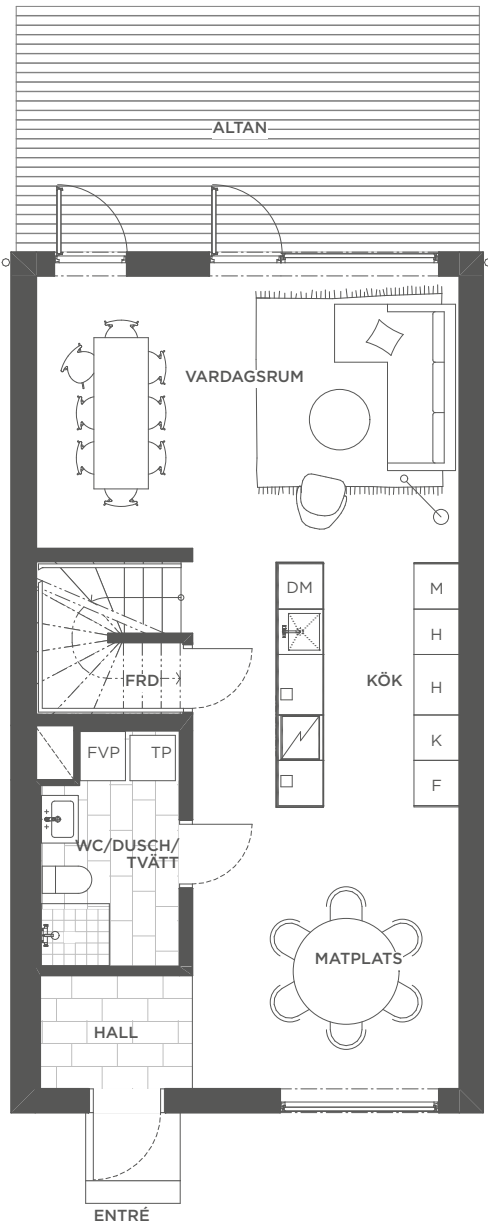 ALTAN
VARDAGSRUM
DM
M
H
FRD
KÖK
H
FVP
TP
K
F
WC/DUSCH/
TVÄTT
MATPLATS
HALL
ENTRÉ